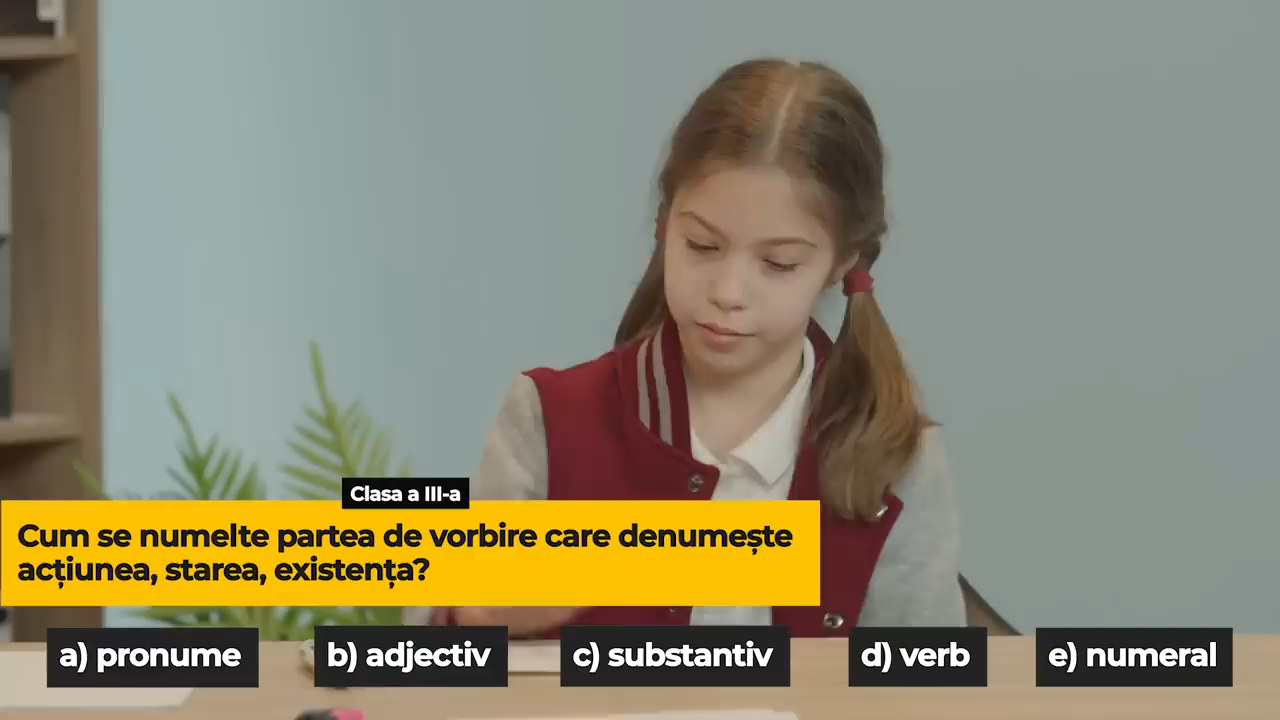 Clasa a III-a
Cum se numelte partea de vorbire care denumește
acțiunea, starea, existența?
a) pronume
b) adjectiv
c) substantiv
d) verb
e) numeral